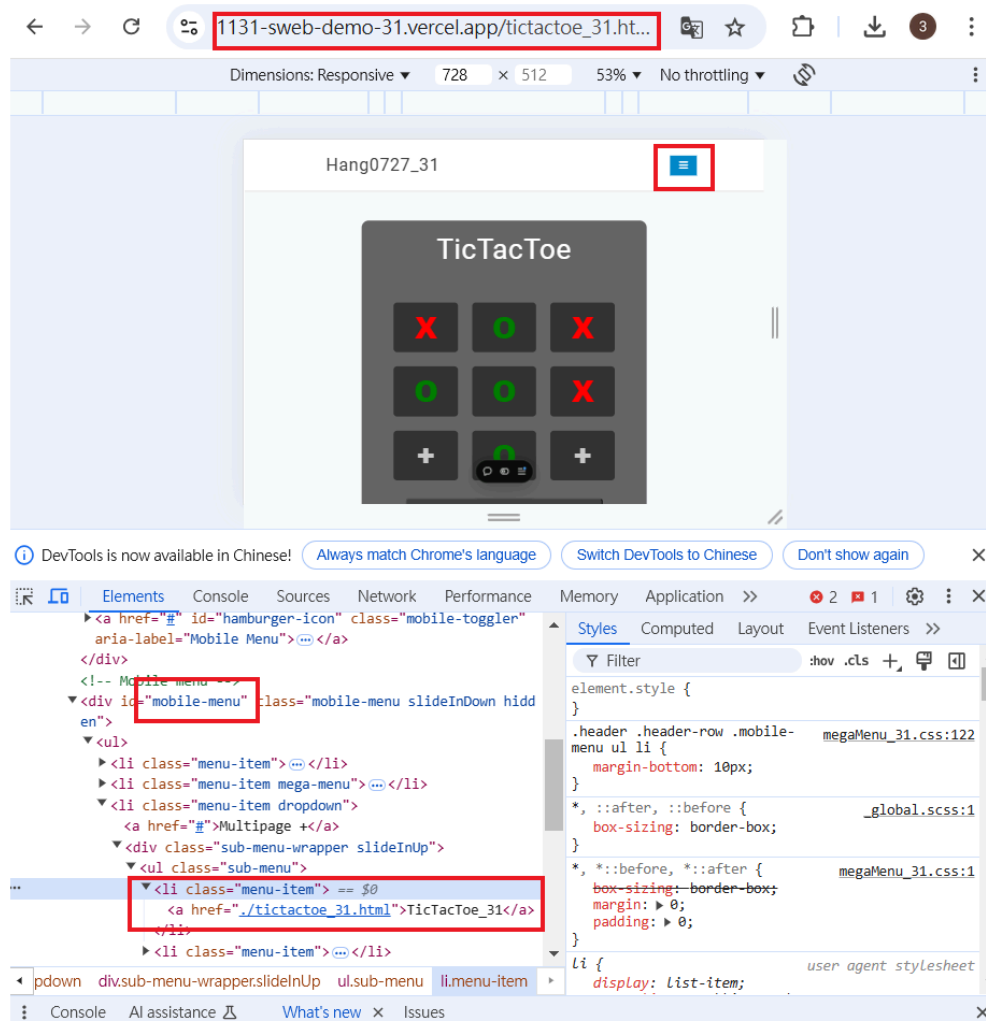 1131-sweb-demo-31.vercel.app/tictactoe_31.ht...
3
Dimensions: Responsive ▼ 728 × 512 53% ▼ No throttling ▼
Hang0727_31
TicTacToe
X O X
O O X
+ O +
DevTools is now available in Chinese! Always match Chrome's language Switch DevTools to Chinese Don't show again
Elements Console Sources Network Performance Memory Application >> 2 1
<a href="#" id="hamburger-icon" class="mobile-toggler"
aria-label="Mobile Menu">…</a>
</div>
<!-- Mobile menu -->
<div id="mobile-menu" class="mobile-menu slideInDown hidd
en">
<ul>
<li class="menu-item">…</li>
<li class="menu-item mega-menu">…</li>
<li class="menu-item dropdown">
<a href="#">Multipage +</a>
<div class="sub-menu-wrapper slideInUp">
<ul class="sub-menu">
<li class="menu-item"> == $0
<a href="./tictactoe_31.html">TicTacToe_31</a>
</li>
<li class="menu-item">…</li>
pdown div.sub-menu-wrapper.slideInUp ul.sub-menu li.menu-item
Styles Computed Layout Event Listeners >>
Filter :hov .cls +
element.style {
}
.header .header-row .mobile- megaMenu_31.css:122
menu ul li {
margin-bottom: 10px;
}
*, ::after, ::before { _global.scss:1
box-sizing: border-box;
}
*, *::before, *::after { megaMenu_31.css:1
box-sizing: border-box;
margin: ▶ 0;
padding: ▶ 0;
}
li { user agent stylesheet
display: list-item;
Console AI assistance What's new × Issues